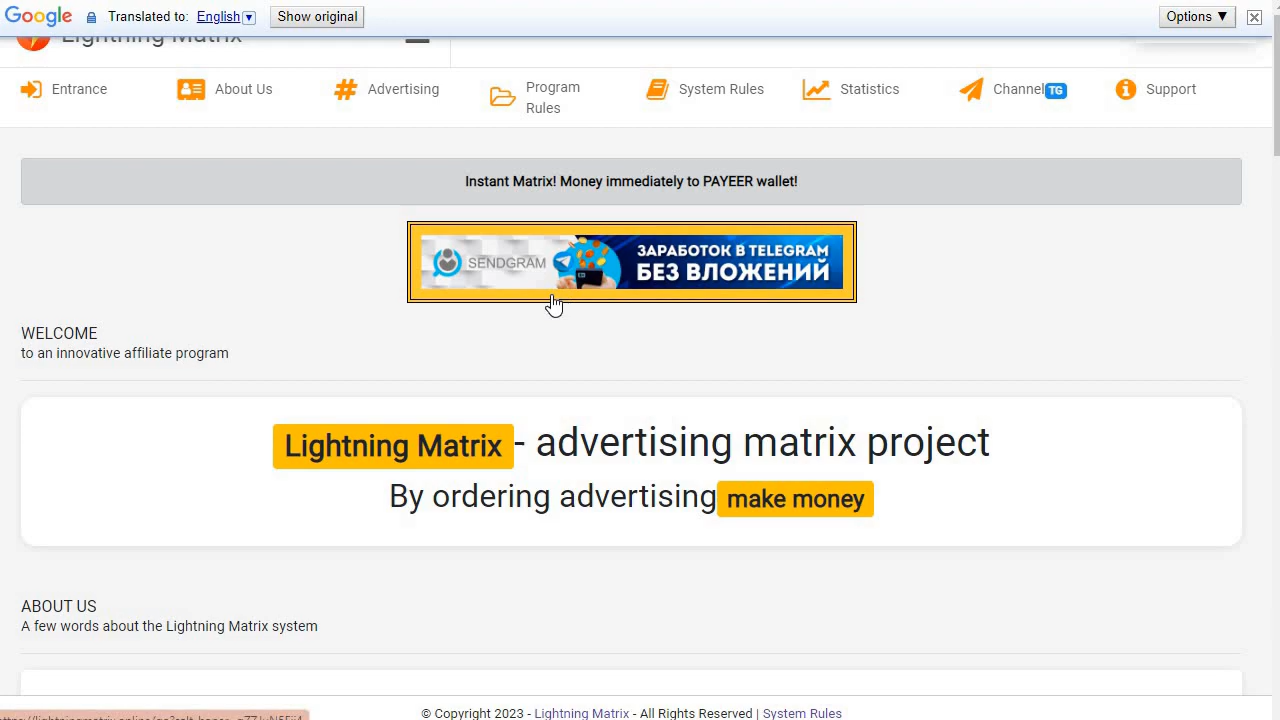 Google Translated to: English Show original Options ▼
Lightning Matrix
Entrance
About Us
Advertising
Program
Rules
System Rules
Statistics
Channel TG
Support
Instant Matrix! Money immediately to PAYEER wallet!
SENDGRAM
ЗАРАБОТОК В TELEGRAM
БЕЗ ВЛОЖЕНИЙ
WELCOME
to an innovative affiliate program
Lightning Matrix - advertising matrix project
By ordering advertising make money
ABOUT US
A few words about the Lightning Matrix system
© Copyright 2023 - Lightning Matrix - All Rights Reserved | System Rules